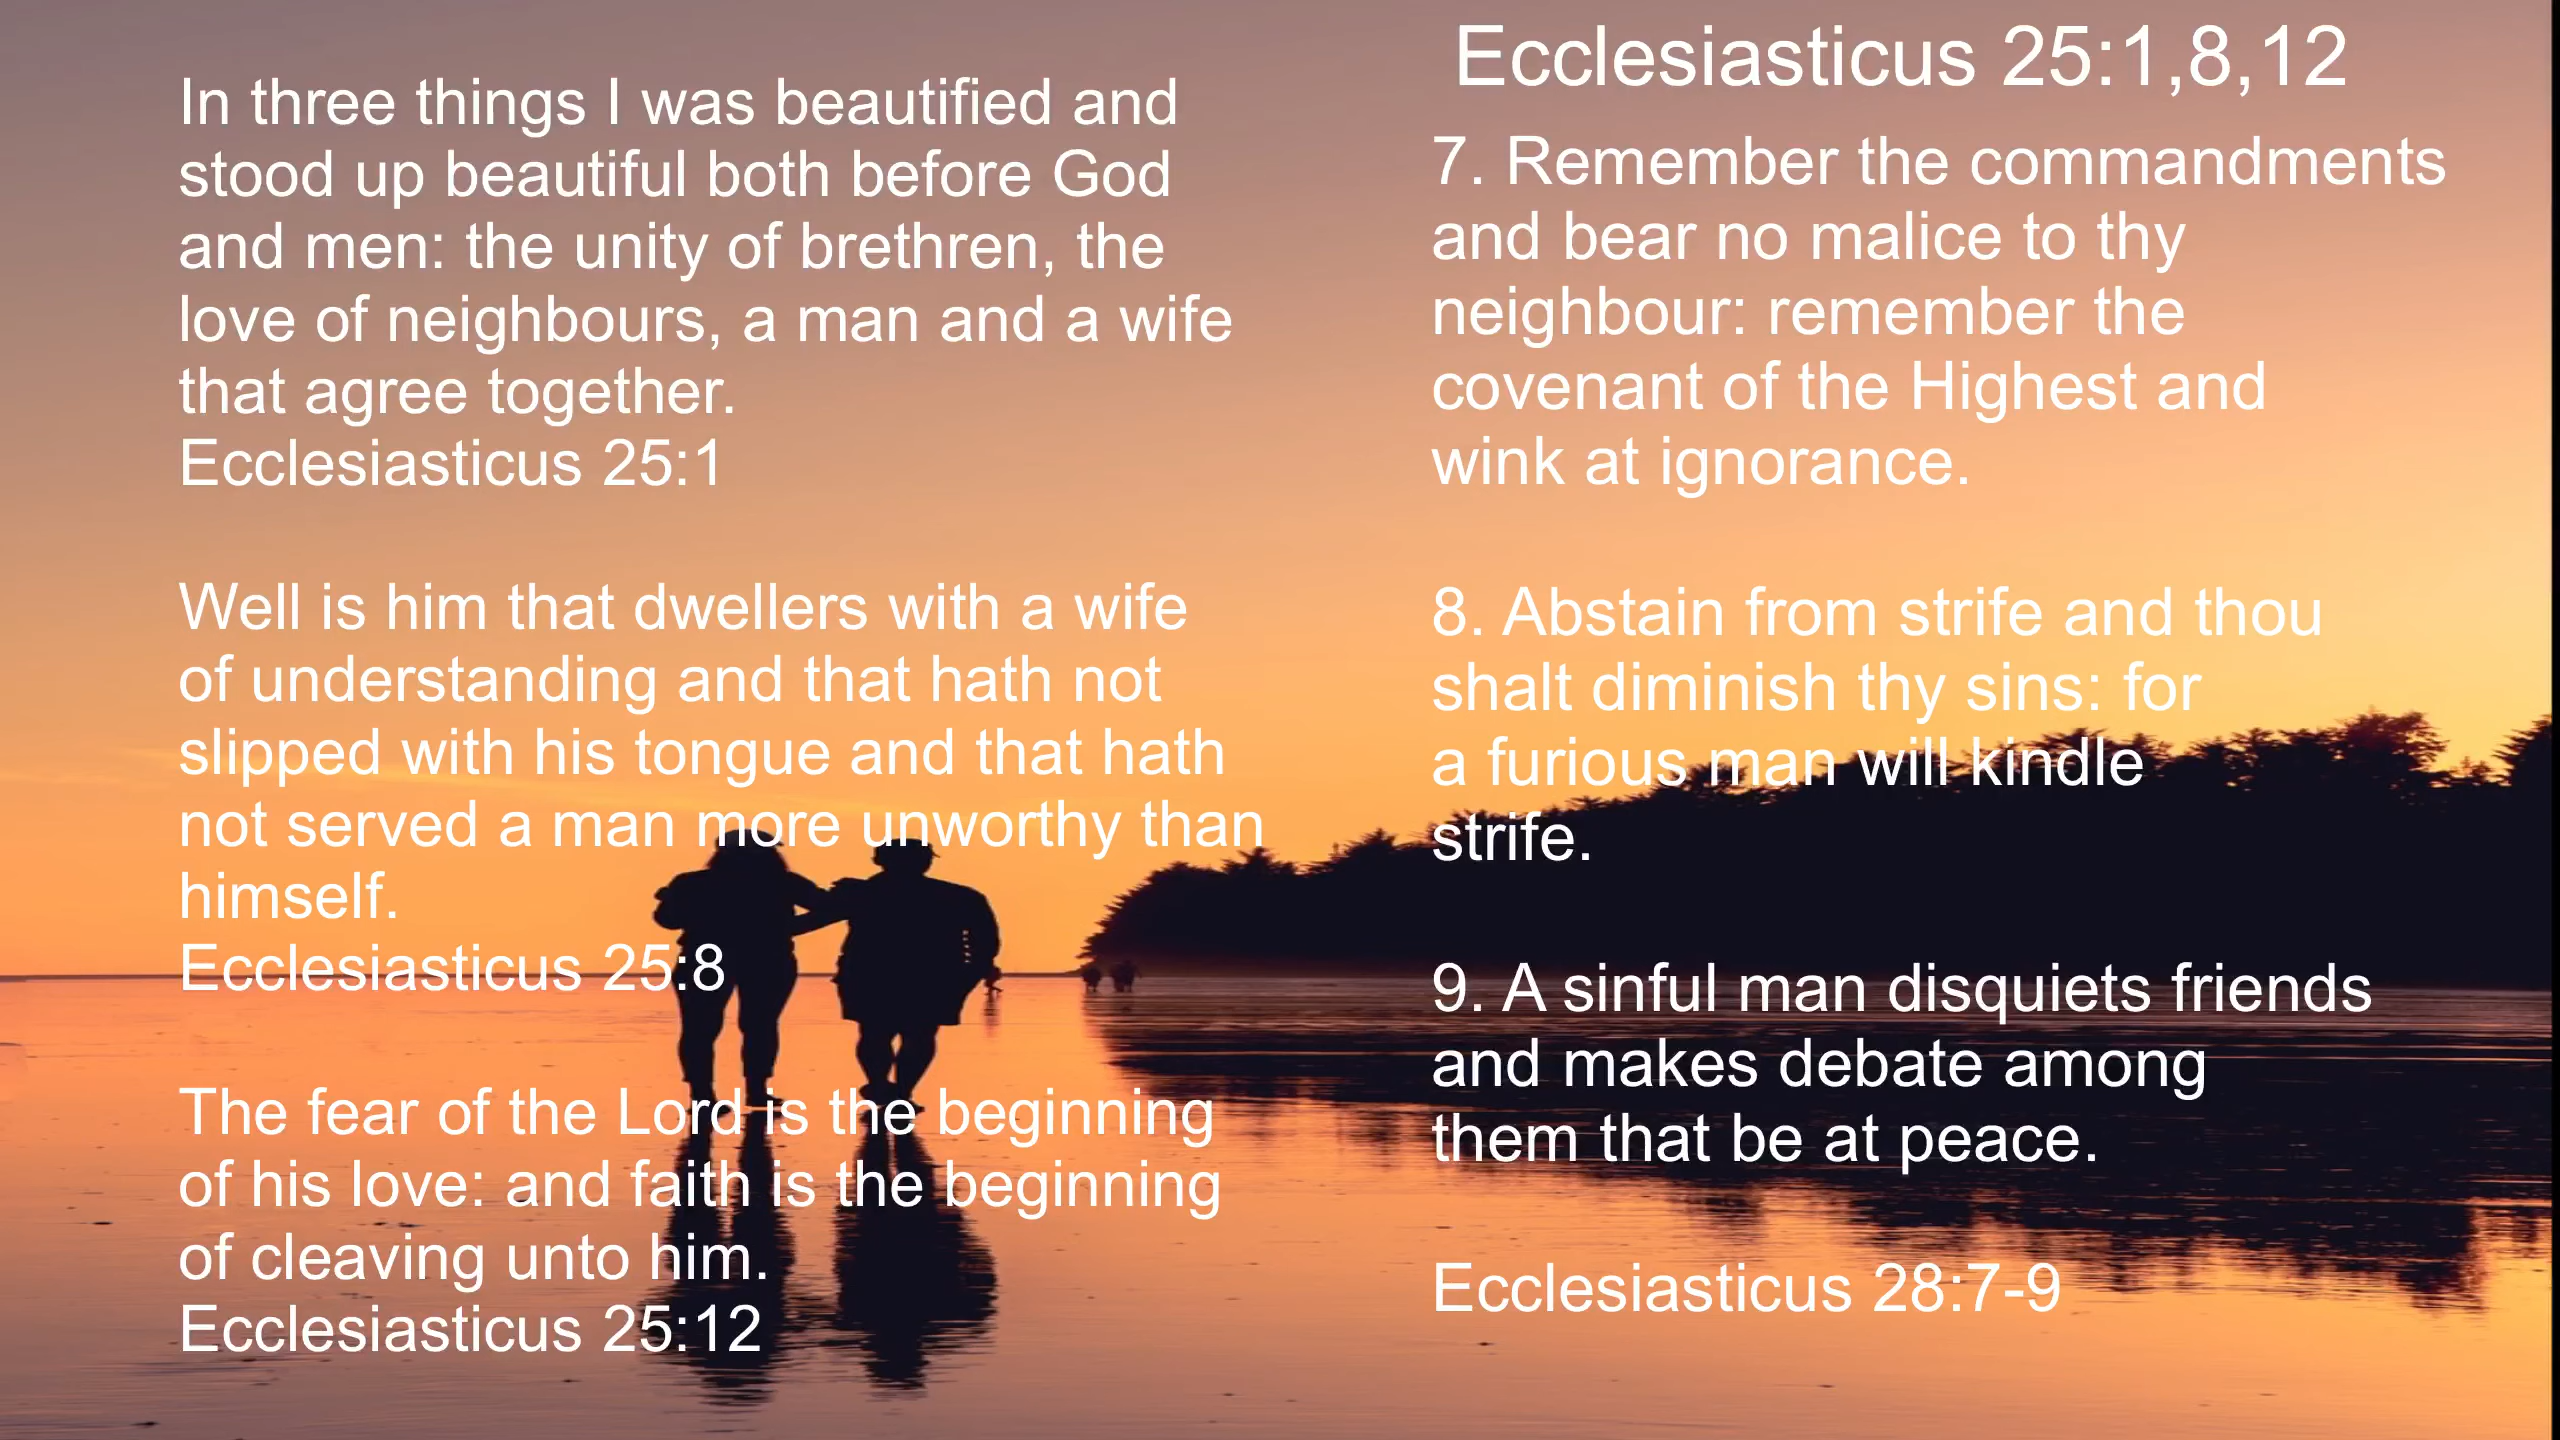 In three things I was beautified and
stood up beautiful both before God
and men: the unity of brethren, the
love of neighbours, a man and a wife
that agree together.
Ecclesiasticus 25:1
Well is him that dwellers with a wife
of understanding and that hath not
slipped with his tongue and that hath
not served a man more unworthy than
himself.
Ecclesiasticus 25:8
The fear of the Lord is the beginning
of his love: and faith is the beginning
of cleaving unto him.
Ecclesiasticus 25:12
Ecclesiasticus 25:1,8,12
7. Remember the commandments
and bear no malice to thy
neighbour: remember the
covenant of the Highest and
wink at ignorance.
8. Abstain from strife and thou
shalt diminish thy sins: for
a furious man will kindle
strife.
9. A sinful man disquiets friends
and makes debate among
them that be at peace.
Ecclesiasticus 28:7-9